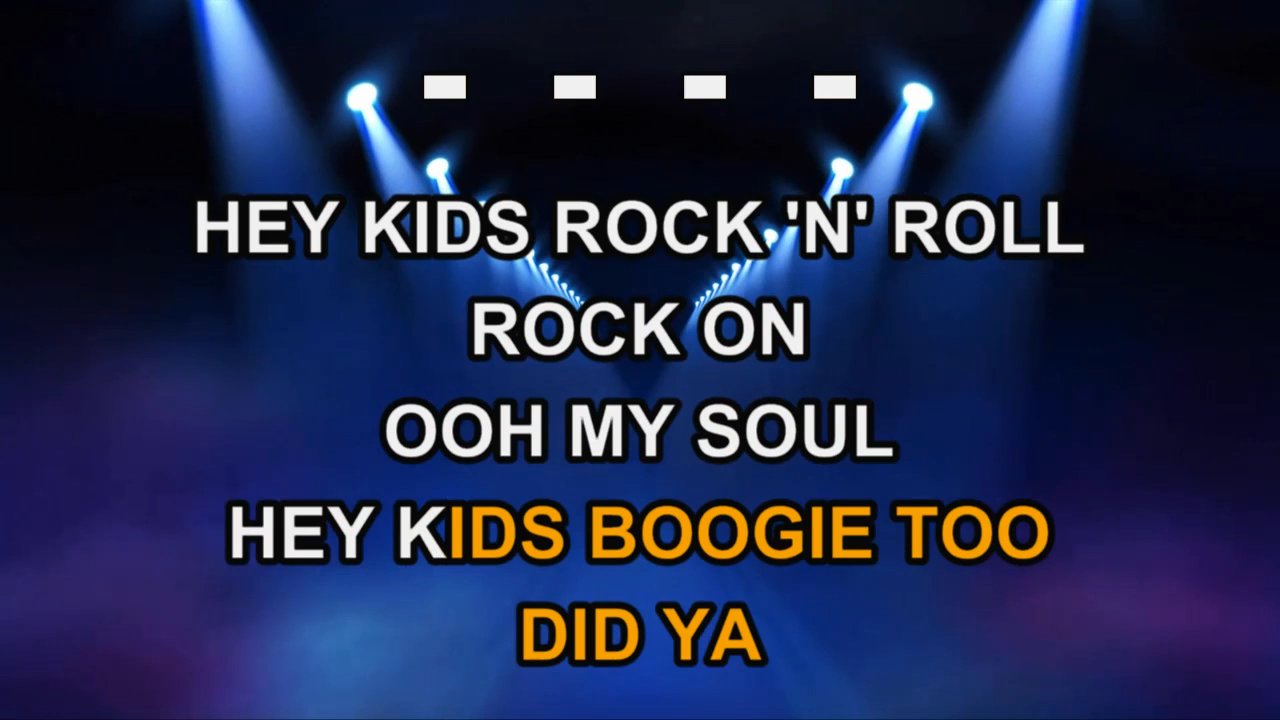 HEY KIDS ROCK 'N' ROLL
ROCK ON
OOH MY SOUL
HEY KIDS BOOGIE TOO
DID YA